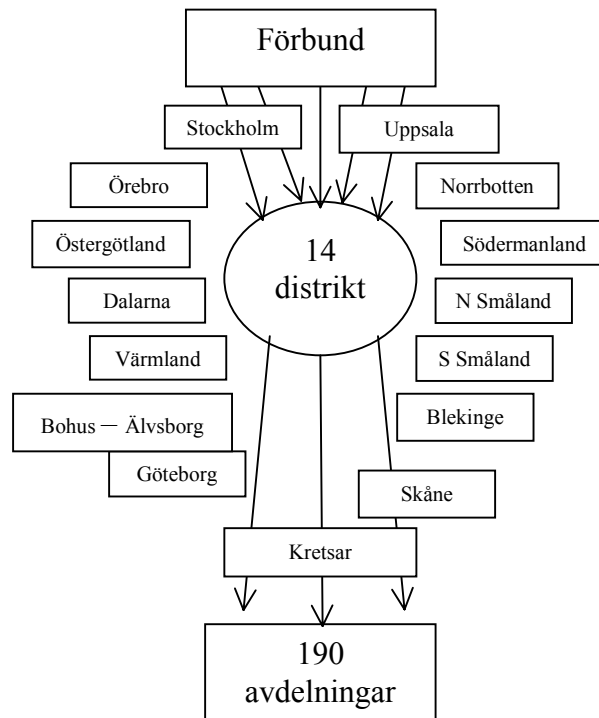 Förbund
Stockholm
Uppsala
Örebro
Norrbotten
14
distrikt
Östergötland
Södermanland
Dalarna
N Småland
Värmland
S Småland
Bohus – Älvsborg
Blekinge
Göteborg
Skåne
Kretsar
190
avdelningar